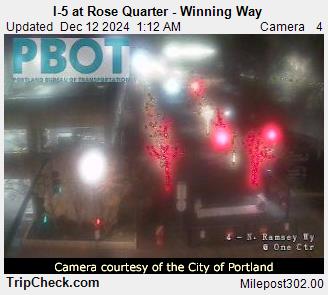 I-5 at Rose Quarter - Winning Way
Updated Dec 12 2024 1:12 AM Camera 4
PBOT
PORTLAND BUREAU OF TRANSPORTATION
4 - N. Ramsey Wy
@ One Ctr
Camera courtesy of the City of Portland
TripCheck.com Milepost302.00